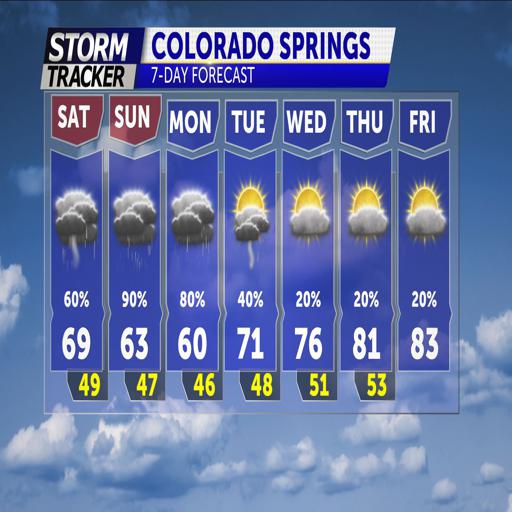 STORM TRACKER
COLORADO SPRINGS
7-DAY FORECAST
SAT SUN MON TUE WED THU FRI
60% 90% 80% 40% 20% 20% 20%
69 63 60 71 76 81 83
49 47 46 48 51 53